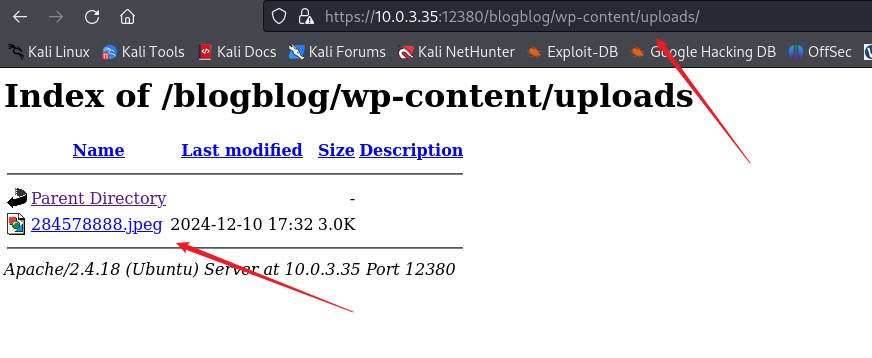 https://10.0.3.35:12380/blogblog/wp-content/uploads/
Kali Linux Kali Tools Kali Docs Kali Forums Kali NetHunter Exploit-DB Google Hacking DB OffSec
Index of /blogblog/wp-content/uploads
Name Last modified Size Description
Parent Directory -
284578888.jpeg 2024-12-10 17:32 3.0K
Apache/2.4.18 (Ubuntu) Server at 10.0.3.35 Port 12380